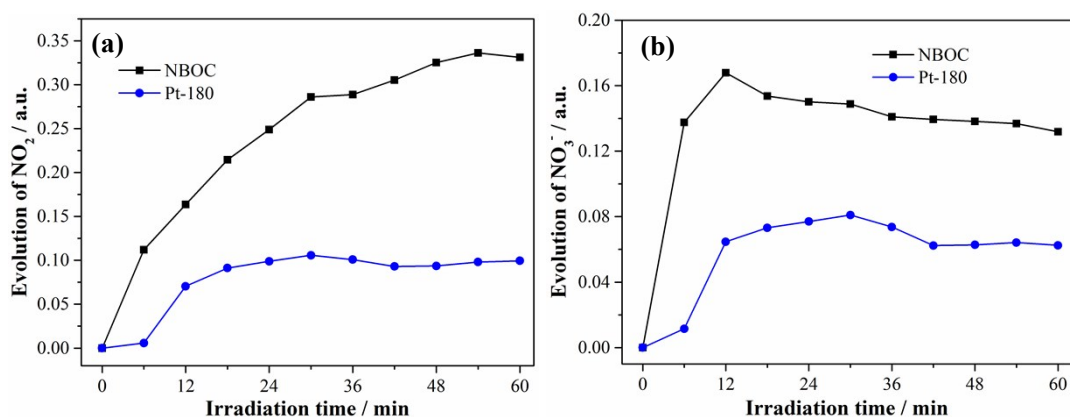 (a)
NBOC
Pt-180
Evolution of NO₂ / a.u.
0.35
0.30
0.25
0.20
0.15
0.10
0.05
0.00
0 12 24 36 48 60
Irradiation time / min
(b)
NBOC
Pt-180
Evolution of NO₃⁻ / a.u.
0.20
0.16
0.12
0.08
0.04
0.00
0 12 24 36 48 60
Irradiation time / min